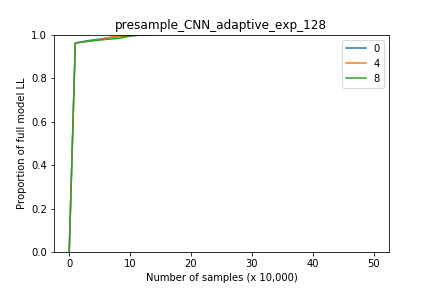 presample_CNN_adaptive_exp_128
1.0
0.8
0.6
0.4
0.2
0.0
Proportion of full model LL
0
4
8
0 10 20 30 40 50
Number of samples (x 10,000)